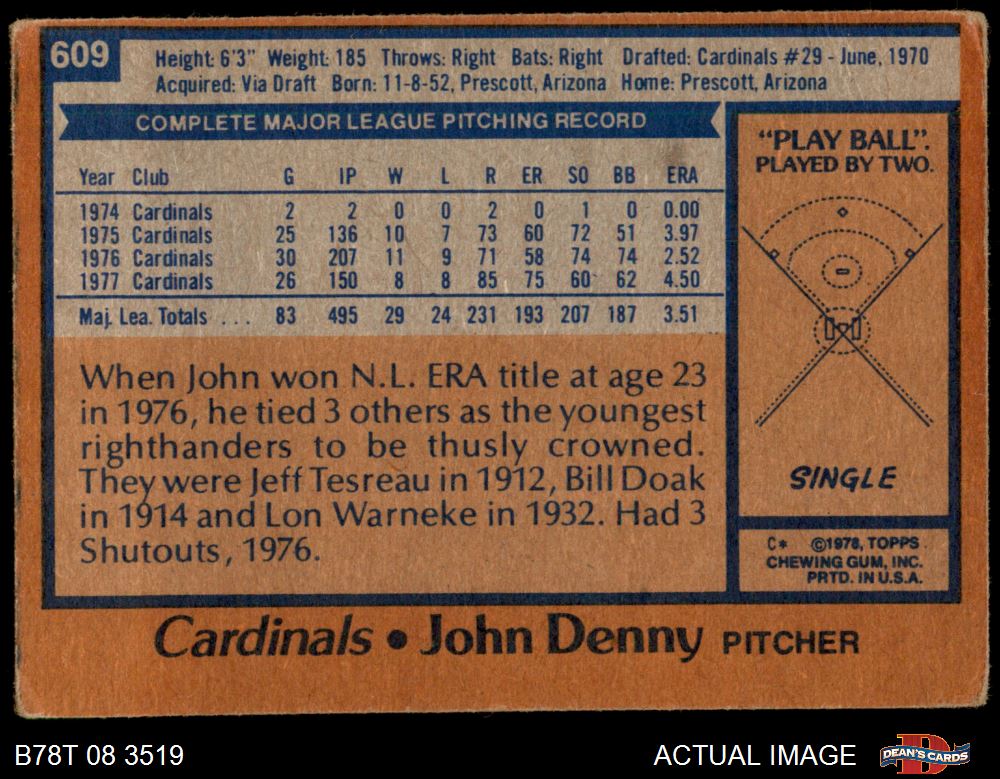 609
Height: 6'3" Weight: 185 Throws: Right Bats: Right Drafted: Cardinals #29 - June, 1970
Acquired: Via Draft Born: 11-8-52, Prescott, Arizona Home: Prescott, Arizona
COMPLETE MAJOR LEAGUE PITCHING RECORD
Year Club G IP W L R ER SO BB ERA
1974 Cardinals 2 2 0 0 2 0 1 0 0.00
1975 Cardinals 25 136 10 7 73 60 72 51 3.97
1976 Cardinals 30 207 11 9 71 58 74 74 2.52
1977 Cardinals 26 150 8 8 85 75 60 62 4.50
Maj. Lea. Totals . . . 83 495 29 24 231 193 207 187 3.51
When John won N.L. ERA title at age 23
in 1976, he tied 3 others as the youngest
righthanders to be thusly crowned.
They were Jeff Tesreau in 1912, Bill Doak
in 1914 and Lon Warneke in 1932. Had 3
Shutouts, 1976.
"PLAY BALL".
PLAYED BY TWO.
SINGLE
C* ©1978, TOPPS
CHEWING GUM, INC.
PRTD. IN U.S.A.
Cardinals • John Denny PITCHER
B78T 08 3519
ACTUAL IMAGE
DEAN'S CARDS